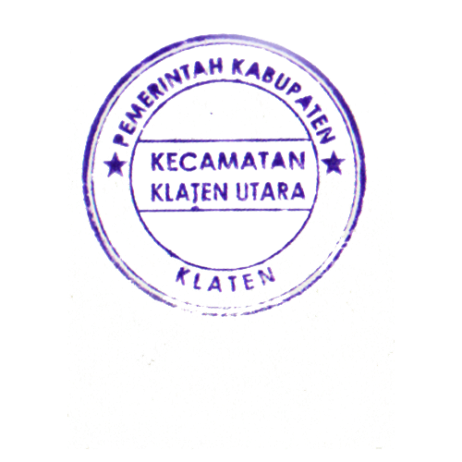 PEMERINTAH KABUPATEN
KECAMATAN
KLATEN UTARA
KLATEN